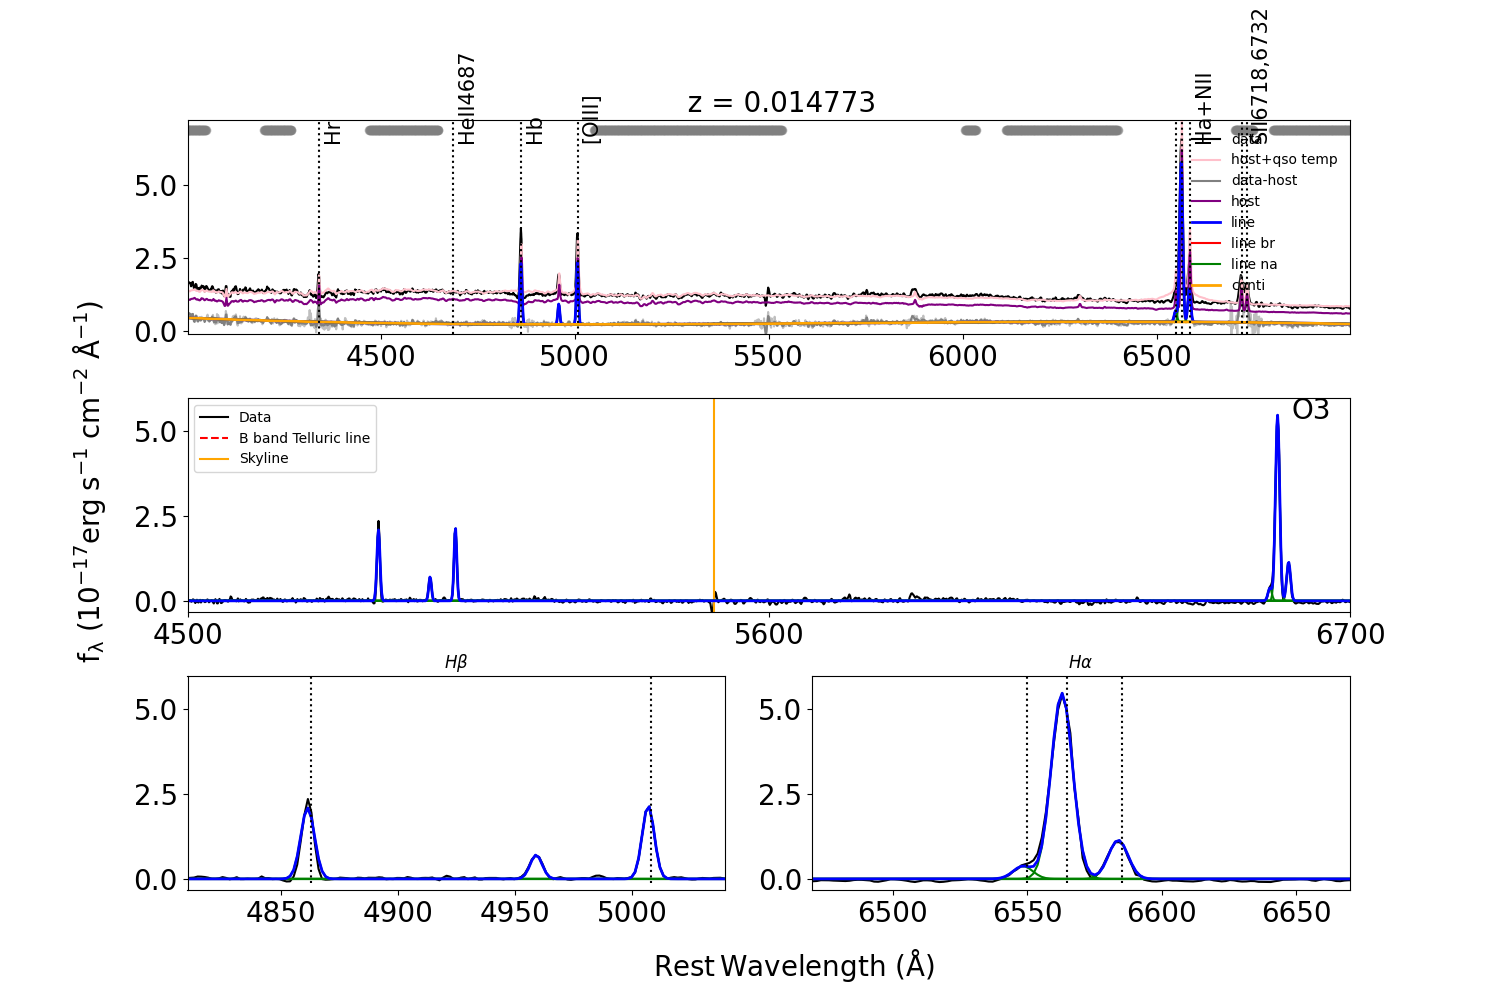 z = 0.014773
Hr
HeII4687
Hb
[OIII]
Ha+NII
SII6718,6732
data
host+qso temp
data-host
host
line
line br
line na
conti
5.0
2.5
0.0
4500
5000
5500
6000
6500
Data
B band Telluric line
Skyline
O3
5.0
2.5
0.0
4500
5600
6700
fλ (10−17erg s−1 cm−2 Å−1)
Hβ
5.0
2.5
0.0
4850
4900
4950
5000
Hα
5.0
2.5
0.0
6500
6550
6600
6650
Rest Wavelength (Å)